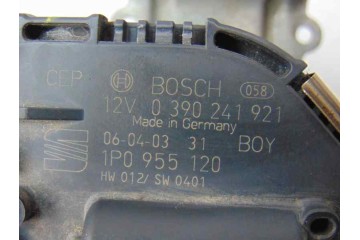 CEP BOSCH 058
12V 0 390 241 921
Made in Germany
06-04-03 31 BOY
1P0 955 120
HW 012/ SW 0401